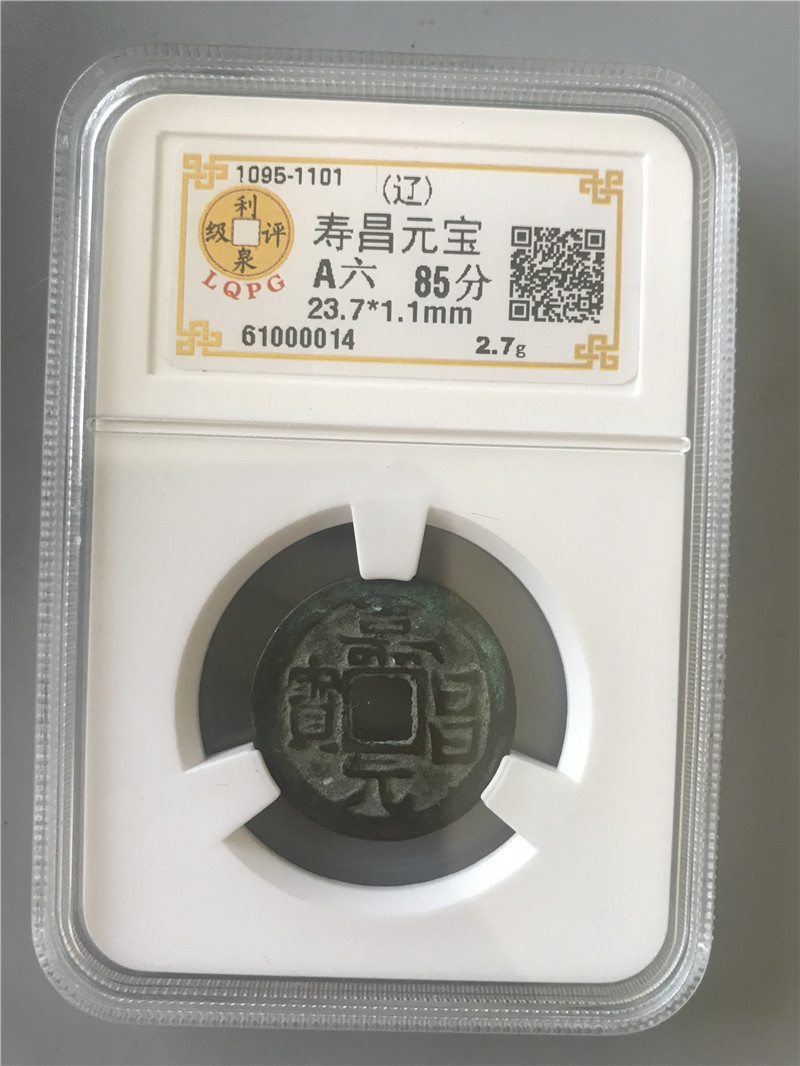 1095-1101
(辽)
利泉评级
LQPG
寿昌元宝
A六 85分
23.7*1.1mm
61000014
2.7g
壽昌元寶